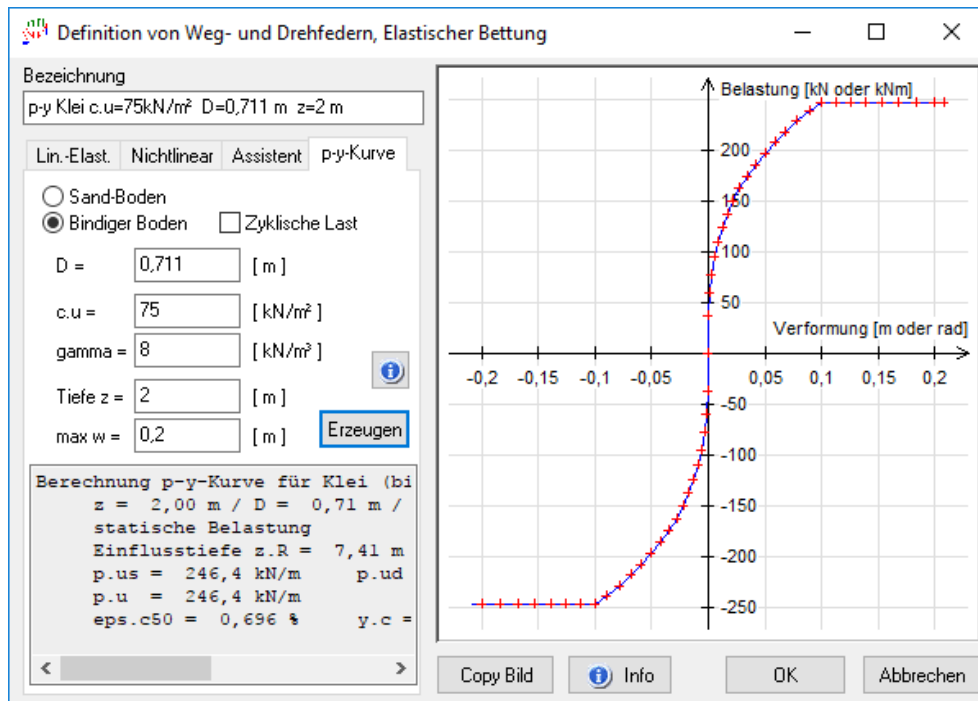 Definition von Weg- und Drehfedern, Elastischer Bettung
Bezeichnung
p-y Klei c.u=75kN/m² D=0,711 m z=2 m
Lin.-Elast. Nichtlinear Assistent p-y-Kurve
Sand-Boden
Bindiger Boden Zyklische Last
D = 0,711 [ m ]
c.u = 75 [ kN/m² ]
gamma = 8 [ kN/m³ ]
Tiefe z = 2 [ m ]
max w = 0,2 [ m ] Erzeugen
Berechnung p-y-Kurve für Klei (bi
z = 2,00 m / D = 0,71 m /
statische Belastung
Einflusstiefe z.R = 7,41 m
p.us = 246,4 kN/m p.ud
p.u = 246,4 kN/m
eps.c50 = 0,696 % y.c =
Belastung [kN oder kNm]
200
150
100
50
Verformung [m oder rad]
-0,2 -0,15 -0,1 -0,05 0,05 0,1 0,15 0,2
-50
-100
-150
-200
-250
Copy Bild Info OK Abbrechen